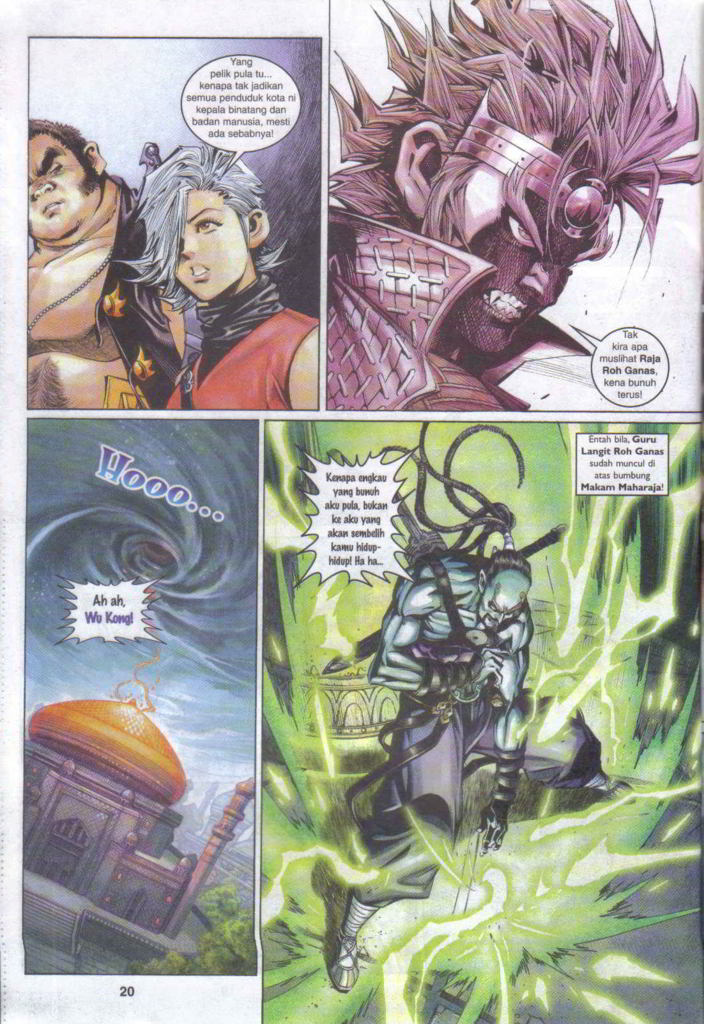 Yang
pelik pula tu...
kenapa tak jadikan
semua penduduk kota ni
kepala binatang dan
badan manusia, mesti
ada sebabnya!
Tak
kira apa
muslihat Raja
Roh Ganas,
kena bunuh
terus!
Hooo...
Ah ah,
Wu Kong!
Kenapa engkau
yang bunuh
aku pula, bukan
ke aku yang
akan sembelih
kamu hidup-
hidup! Ha ha...
Entah bila, Guru
Langit Roh Ganas
sudah muncul di
atas bumbung
Makam Maharaja!
20